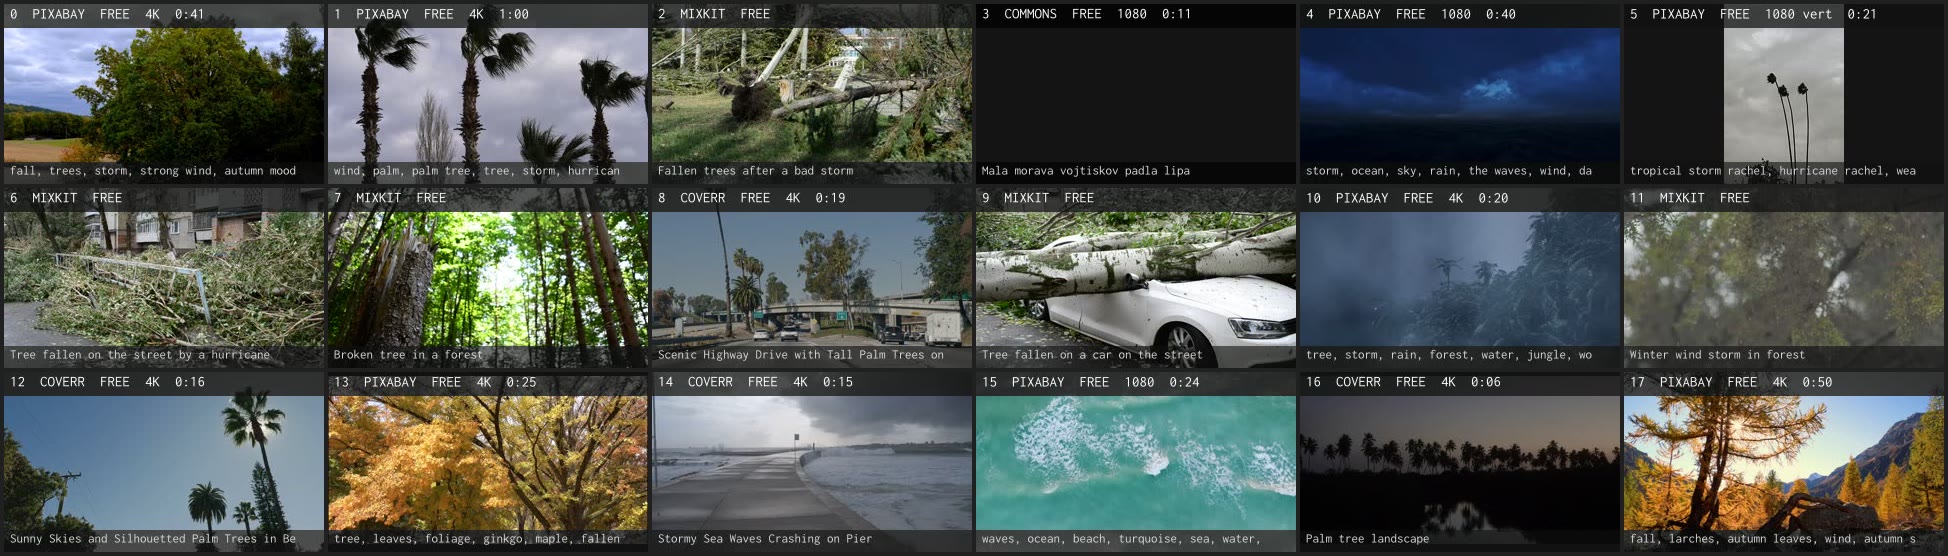 0 PIXABAY FREE 4K 0:41
fall, trees, storm, strong wind, autumn mood
1 PIXABAY FREE 4K 1:00
wind, palm, palm tree, tree, storm, hurrican
2 MIXKIT FREE
Fallen trees after a bad storm
3 COMMONS FREE 1080 0:11
Mala morava vojtiskov padla lipa
4 PIXABAY FREE 1080 0:40
storm, ocean, sky, rain, the waves, wind, da
5 PIXABAY FREE 1080 vert 0:21
tropical storm rachel, hurricane rachel, wea
6 MIXKIT FREE
Tree fallen on the street by a hurricane
7 MIXKIT FREE
Broken tree in a forest
8 COVERR FREE 4K 0:19
Scenic Highway Drive with Tall Palm Trees on
9 MIXKIT FREE
Tree fallen on a car on the street
10 PIXABAY FREE 4K 0:20
tree, storm, rain, forest, water, jungle, wo
11 MIXKIT FREE
Winter wind storm in forest
12 COVERR FREE 4K 0:16
Sunny Skies and Silhouetted Palm Trees in Be
13 PIXABAY FREE 4K 0:25
tree, leaves, foliage, ginkgo, maple, fallen
14 COVERR FREE 4K 0:15
Stormy Sea Waves Crashing on Pier
15 PIXABAY FREE 1080 0:24
waves, ocean, beach, turquoise, sea, water,
16 COVERR FREE 4K 0:06
Palm tree landscape
17 PIXABAY FREE 4K 0:50
fall, larches, autumn leaves, wind, autumn s